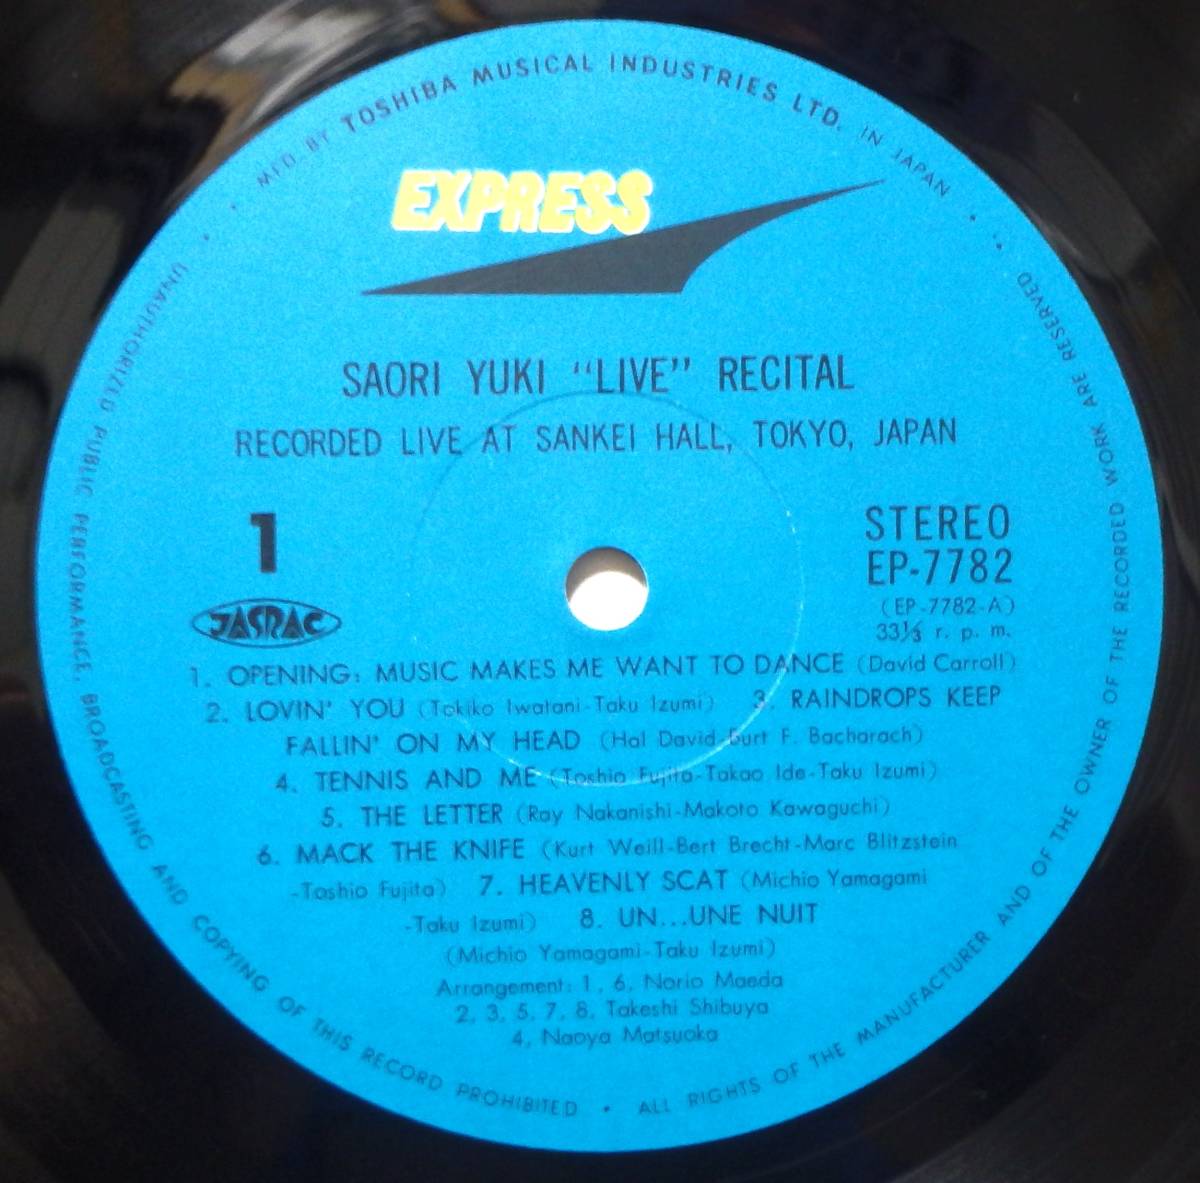 MFD. BY TOSHIBA MUSICAL INDUSTRIES LTD. IN JAPAN
EXPRESS
SAORI YUKI "LIVE" RECITAL
RECORDED LIVE AT SANKEI HALL, TOKYO, JAPAN
1
JASRAC
STEREO
EP-7782
(EP-7782-A)
33⅓ r. p. m.
1. OPENING: MUSIC MAKES ME WANT TO DANCE (David Carroll)
2. LOVIN' YOU (Tokiko Iwatani-Taku Izumi) 3. RAINDROPS KEEP
FALLIN' ON MY HEAD (Hal David-Burt F. Bacharach)
4. TENNIS AND ME (Toshio Fujita-Takao Ide-Taku Izumi)
5. THE LETTER (Ray Nakanishi-Makoto Kawaguchi)
6. MACK THE KNIFE (Kurt Weill-Bert Brecht-Marc Blitzstein
-Toshio Fujita) 7. HEAVENLY SCAT (Michio Yamagami
-Taku Izumi) 8. UN...UNE NUIT
(Michio Yamagami-Taku Izumi)
Arrangement: 1, 6, Norio Maeda
2, 3, 5, 7, 8, Takeshi Shibuya
4, Naoya Matsuoka
UNAUTHORIZED PUBLIC PERFORMANCE, BROADCASTING AND COPYING OF THIS RECORD PROHIBITED • ALL RIGHTS OF THE MANUFACTURER AND OF THE OWNER OF THE RECORDED WORK ARE RESERVED